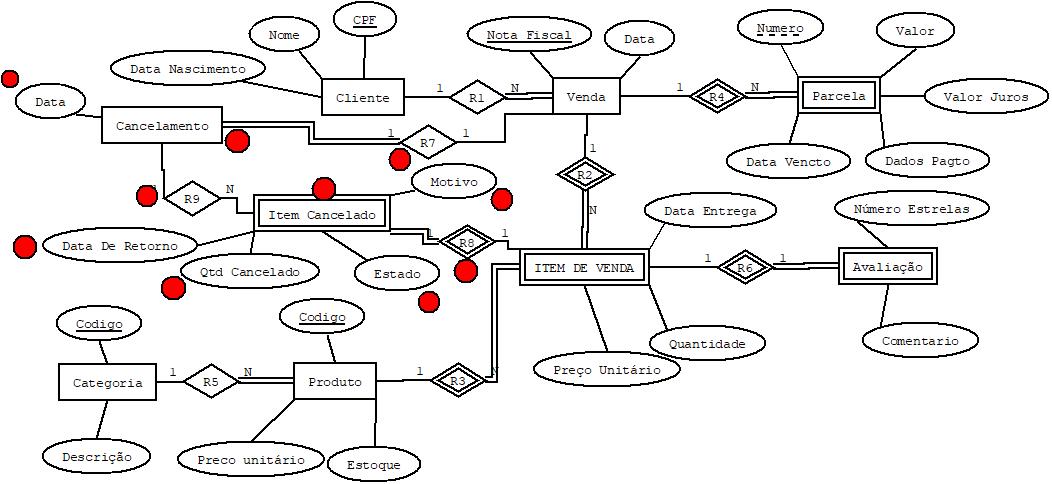 CPF
Nome
Nota Fiscal
Data
Numero
Valor
Data Nascimento
Cliente
1
R1
N
Venda
1
R4
N
Parcela
Valor Juros
Data
Cancelamento
1
R7
1
Data Vencto
Dados Pagto
1
R2
N
R9
N
Motivo
Item Cancelado
Data Entrega
Número Estrelas
Data De Retorno
1
R8
1
Qtd Cancelado
Estado
ITEM DE VENDA
1
R6
1
Avaliação
Codigo
Codigo
Quantidade
Comentario
Preço Unitário
Categoria
1
R5
N
Produto
1
R3
N
Descrição
Preco unitário
Estoque